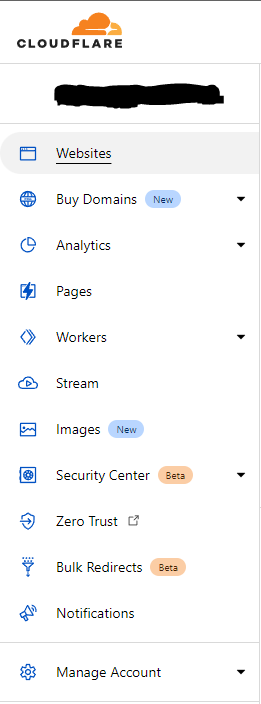 CLOUDFLARE
Websites
Buy Domains New
Analytics
Pages
Workers
Stream
Images New
Security Center Beta
Zero Trust
Bulk Redirects Beta
Notifications
Manage Account